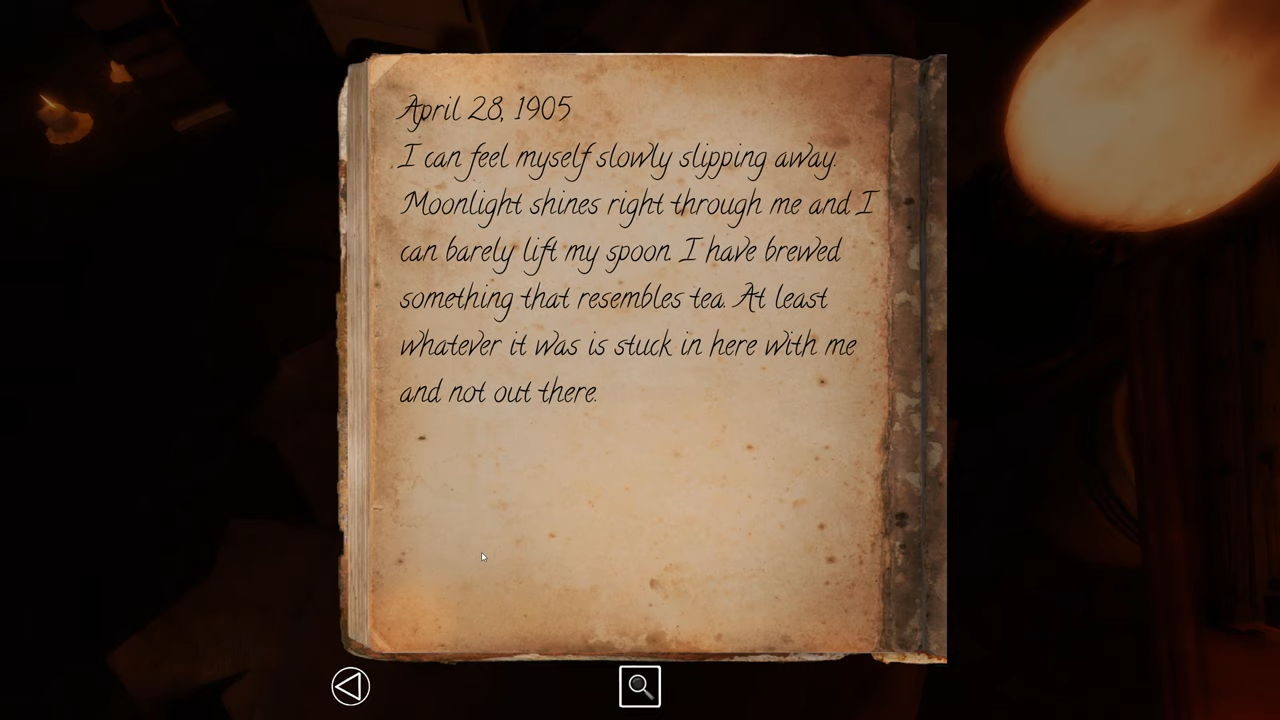 April 28, 1905
I can feel myself slowly slipping away.
Moonlight shines right through me and I
can barely lift my spoon. I have brewed
something that resembles tea. At least
whatever it was is stuck in here with me
and not out there.